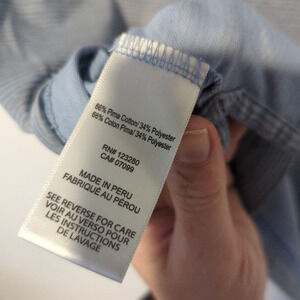 66% Pima Cotton/ 34% Polyester
66% Coton Pima/ 34% Polyester
RN# 123280
CA# 07099
MADE IN PERU
FABRIQUÉ AU PÉROU
SEE REVERSE FOR CARE
VOIR AU VERSO POUR
LES INSTRUCTIONS
DE LAVAGE